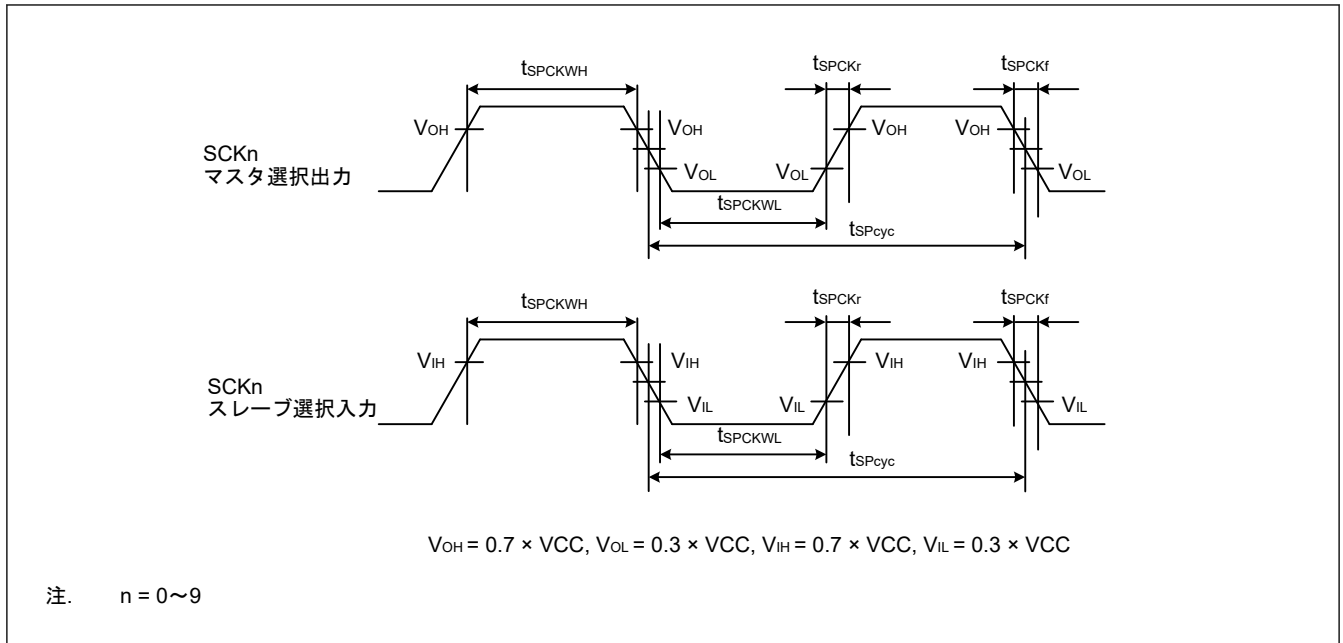 tSPCKWH
tSPCKr
tSPCKf
VOH
VOH
VOH
VOH
SCKn
マスタ選択出力
VOL
VOL
VOL
tSPCKWL
tSPcyc
tSPCKWH
tSPCKr
tSPCKf
VIH
VIH
VIH
VIH
SCKn
スレーブ選択入力
VIL
VIL
VIL
tSPCKWL
tSPcyc
VOH = 0.7 × VCC, VOL = 0.3 × VCC, VIH = 0.7 × VCC, VIL = 0.3 × VCC
注. n = 0～9